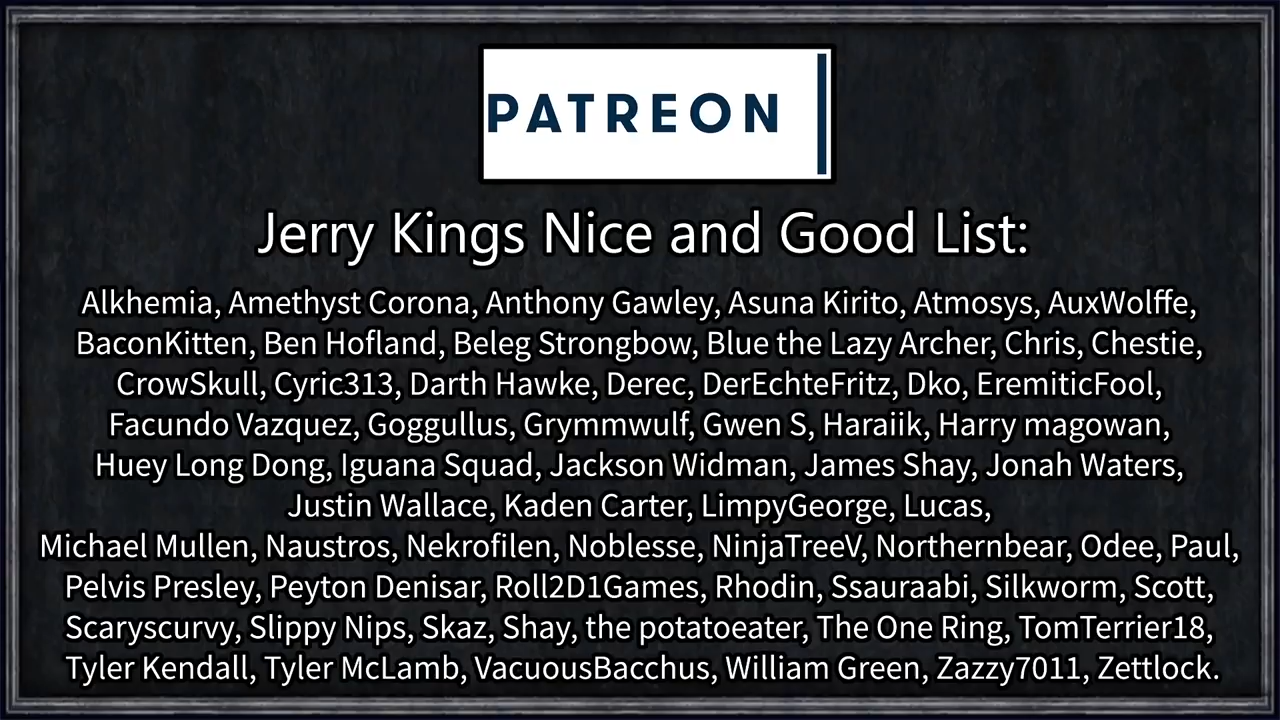 PATREON
Jerry Kings Nice and Good List:
Alkhemia, Amethyst Corona, Anthony Gawley, Asuna Kirito, Atmosys, AuxWolffe,
BaconKitten, Ben Hofland, Beleg Strongbow, Blue the Lazy Archer, Chris, Chestie,
CrowSkull, Cyric313, Darth Hawke, Derec, DerEchteFritz, Dko, EremiticFool,
Facundo Vazquez, Goggullus, Grymmwulf, Gwen S, Haraiik, Harry magowan,
Huey Long Dong, Iguana Squad, Jackson Widman, James Shay, Jonah Waters,
Justin Wallace, Kaden Carter, LimpyGeorge, Lucas,
Michael Mullen, Naustros, Nekrofilen, Noblesse, NinjaTreeV, Northernbear, Odee, Paul,
Pelvis Presley, Peyton Denisar, Roll2D1Games, Rhodin, Ssauraabi, Silkworm, Scott,
Scaryscurvy, Slippy Nips, Skaz, Shay, the potatoeater, The One Ring, TomTerrier18,
Tyler Kendall, Tyler McLamb, VacuousBacchus, William Green, Zazzy7011, Zettlock.